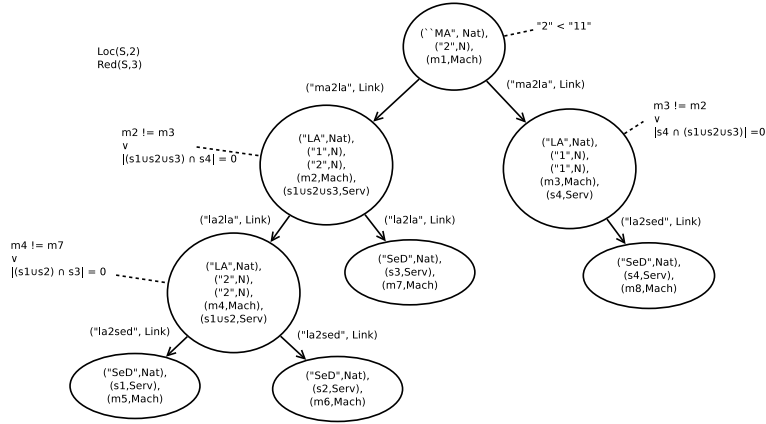 Loc(S,2)
Red(S,3)
(``MA", Nat),
("2",N),
(m1,Mach)
"2" < "11"
("ma2la", Link)
("ma2la", Link)
m2 != m3
∨
|(s1∪s2∪s3) ∩ s4| = 0
("LA",Nat),
("1",N),
("2",N),
(m2,Mach),
(s1∪s2∪s3,Serv)
("LA",Nat),
("1",N),
("1",N),
(m3,Mach),
(s4,Serv)
m3 != m2
∨
|s4 ∩ (s1∪s2∪s3)| =0
("la2la", Link)
("la2la", Link)
("la2sed", Link)
m4 != m7
∨
|(s1∪s2) ∩ s3| = 0
("LA",Nat),
("2",N),
("2",N),
(m4,Mach),
(s1∪s2,Serv)
("SeD",Nat),
(s3,Serv),
(m7,Mach)
("SeD",Nat),
(s4,Serv),
(m8,Mach)
("la2sed", Link)
("la2sed", Link)
("SeD",Nat),
(s1,Serv),
(m5,Mach)
("SeD",Nat),
(s2,Serv),
(m6,Mach)